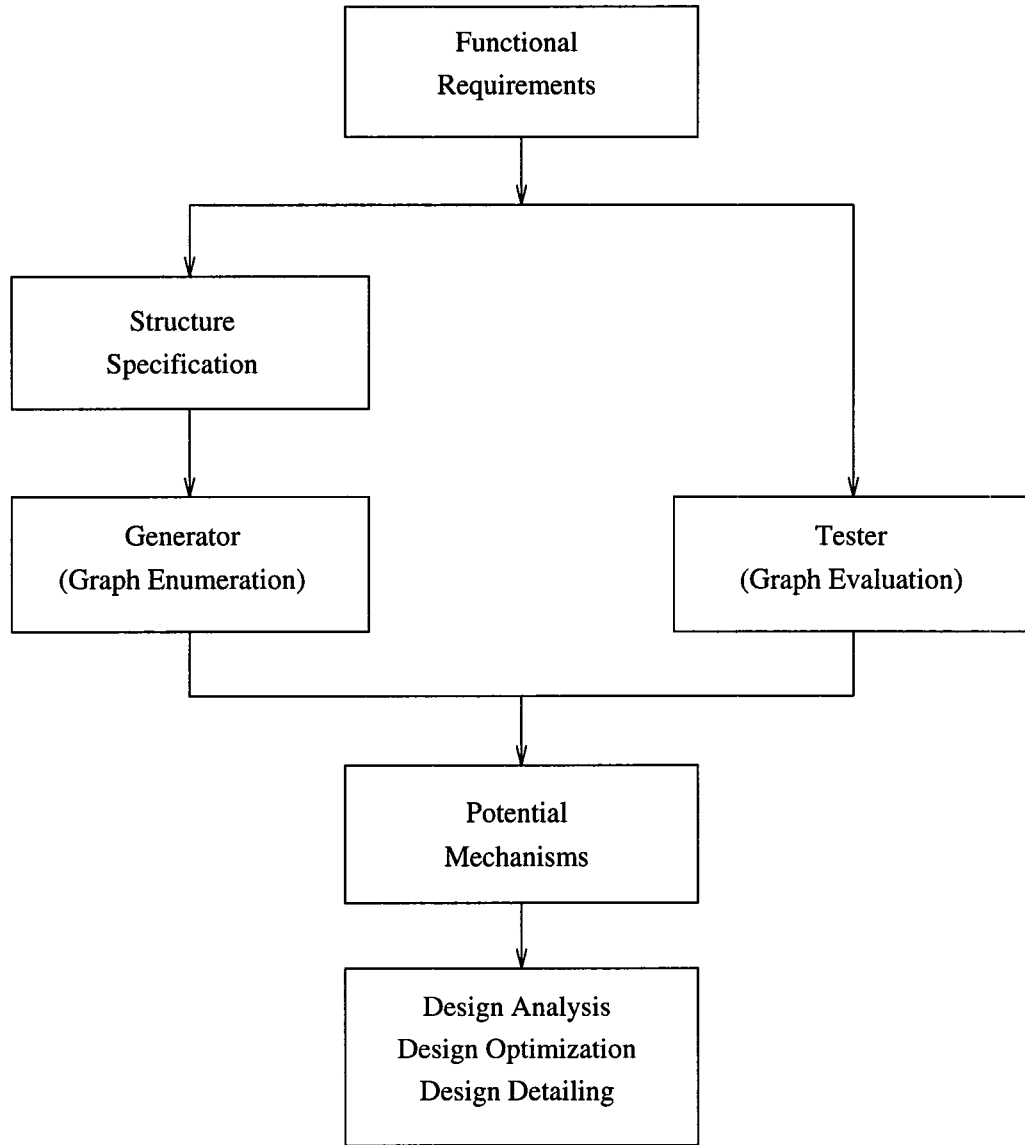 Functional
Requirements
Structure
Specification
Generator
(Graph Enumeration)
Tester
(Graph Evaluation)
Potential
Mechanisms
Design Analysis
Design Optimization
Design Detailing